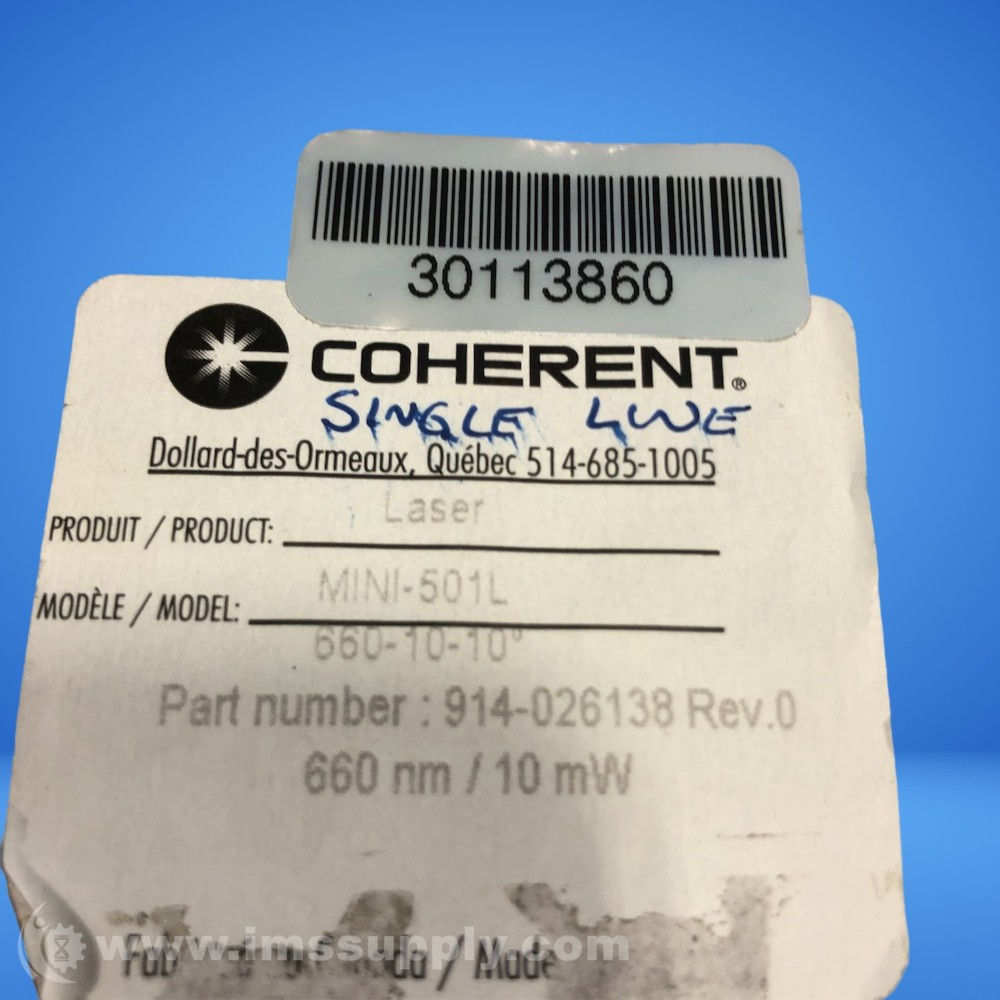 30113860
COHERENT®
SINGLE LINE
Dollard-des-Ormeaux, Québec 514-685-1005
PRODUIT / PRODUCT: Laser
MODÈLE / MODEL: MINI-501L
660-10-10°
Part number : 914-026138 Rev.0
660 nm / 10 mW
/ Made
www.imssupply.com